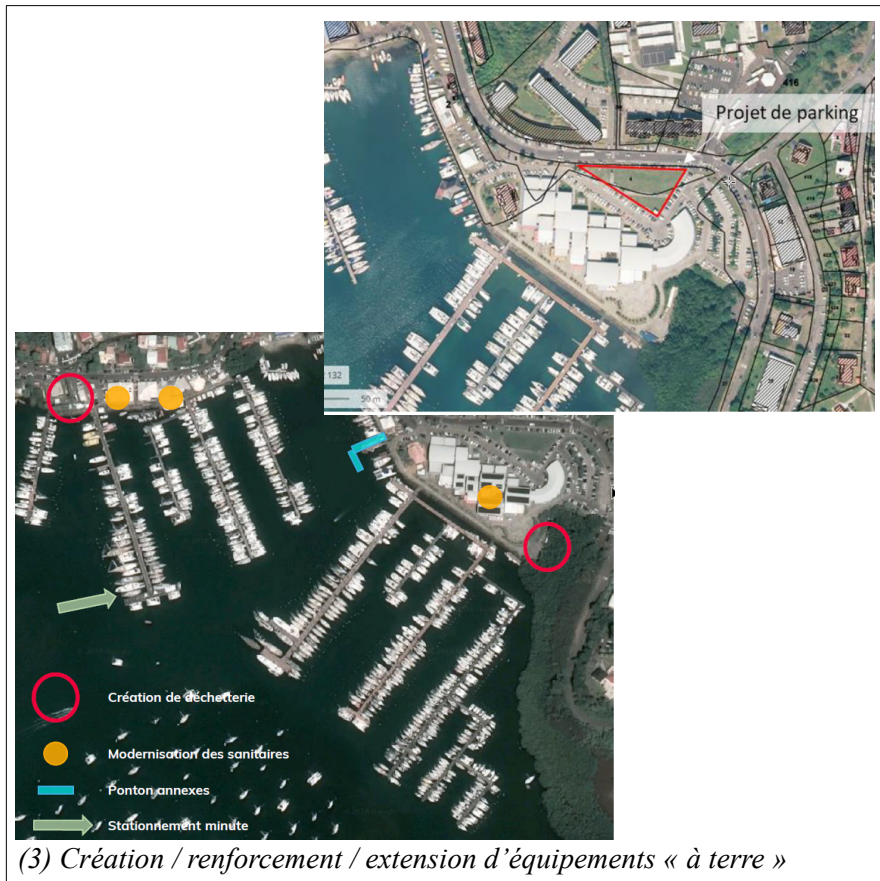 416
Projet de parking
132
50 m
Création de déchetterie
Modernisation des sanitaires
Ponton annexes
Stationnement minute
(3) Création / renforcement / extension d’équipements « à terre »